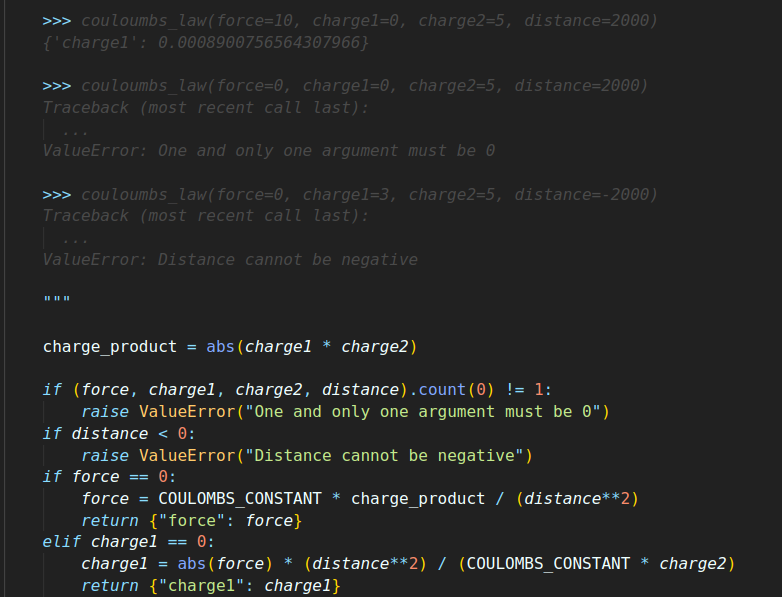 >>> couloumbs_law(force=10, charge1=0, charge2=5, distance=2000)
{'charge1': 0.0008900756564307966}

>>> couloumbs_law(force=0, charge1=0, charge2=5, distance=2000)
Traceback (most recent call last):
  ...
ValueError: One and only one argument must be 0

>>> couloumbs_law(force=0, charge1=3, charge2=5, distance=-2000)
Traceback (most recent call last):
  ...
ValueError: Distance cannot be negative

"""

charge_product = abs(charge1 * charge2)

if (force, charge1, charge2, distance).count(0) != 1:
    raise ValueError("One and only one argument must be 0")
if distance < 0:
    raise ValueError("Distance cannot be negative")
if force == 0:
    force = COULOMBS_CONSTANT * charge_product / (distance**2)
    return {"force": force}
elif charge1 == 0:
    charge1 = abs(force) * (distance**2) / (COULOMBS_CONSTANT * charge2)
    return {"charge1": charge1}